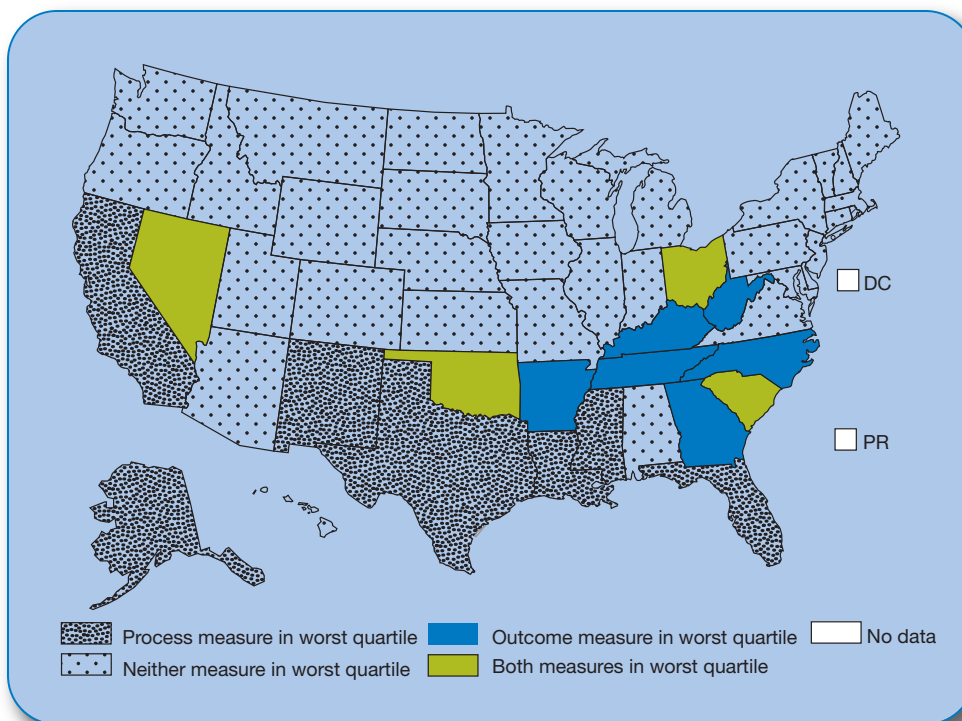 DC
PR
Process measure in worst quartile
Outcome measure in worst quartile
No data
Neither measure in worst quartile
Both measures in worst quartile